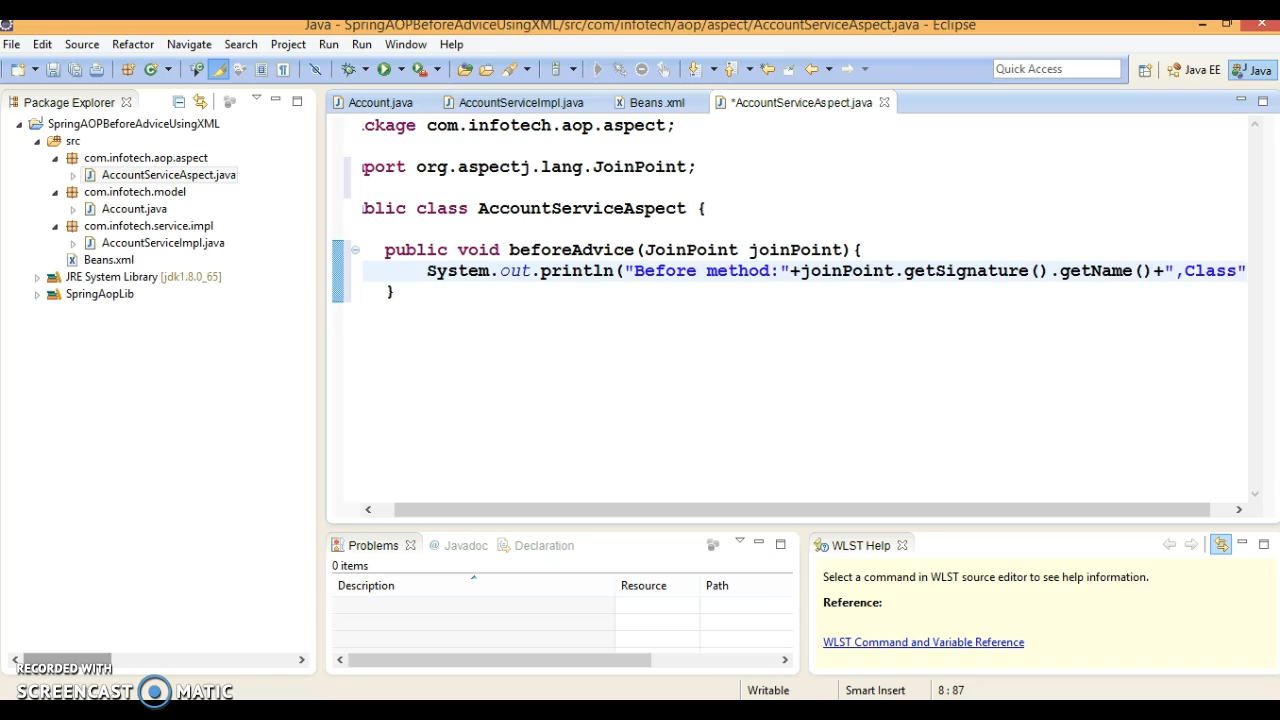 Java - SpringAOPBeforeAdviceUsingXML/src/com/infotech/aop/aspect/AccountServiceAspect.java - Eclipse
File Edit Source Refactor Navigate Search Project Run Run Window Help
Quick Access Java EE Java
Package Explorer
SpringAOPBeforeAdviceUsingXML
src
com.infotech.aop.aspect
AccountServiceAspect.java
com.infotech.model
Account.java
com.infotech.service.impl
AccountServiceImpl.java
Beans.xml
JRE System Library [jdk1.8.0_65]
SpringAopLib
Account.java AccountServiceImpl.java Beans.xml *AccountServiceAspect.java
ckage com.infotech.aop.aspect;
port org.aspectj.lang.JoinPoint;
blic class AccountServiceAspect {
public void beforeAdvice(JoinPoint joinPoint){
System.out.println("Before method:"+joinPoint.getSignature().getName()+",Class"
}
Problems Javadoc Declaration
0 items
Description Resource Path
WLST Help
Select a command in WLST source editor to see help information.
Reference:
WLST Command and Variable Reference
Writable Smart Insert 8 : 87
RECORDED WITH
SCREENCAST MATIC